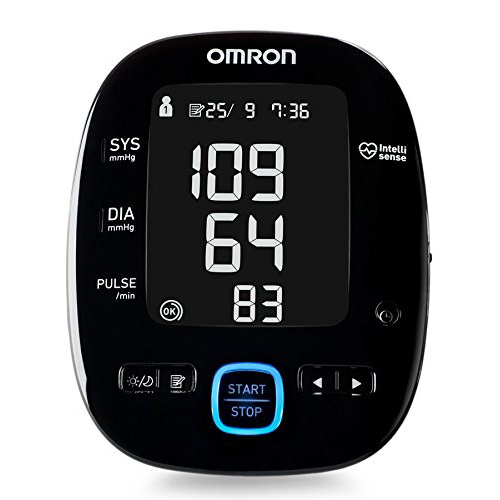 OMRON
1 25/ 9 7:36
SYS
mmHg
109
Intelli
sense
DIA
mmHg
64
PULSE
/min
OK
83
START
STOP